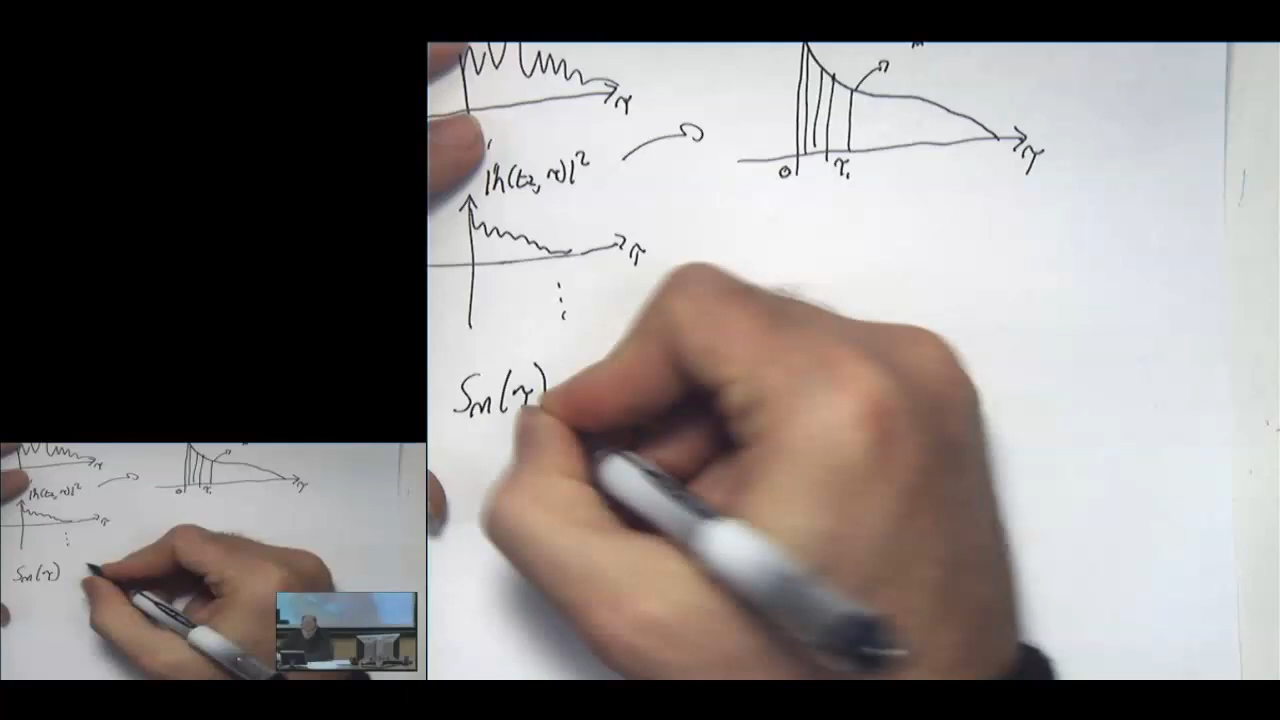 τ
|h(t₂, τ)|²
0 τ₁ τ
τ
⋮
Sm(τ)